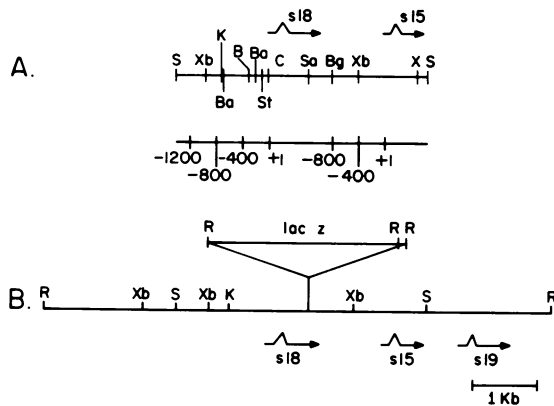 s18 s15
K B Ba
A. S Xb C Sa Bg Xb X S
Ba St
-1200 -400 +1 -800 +1
-800 -400
R lac z R R
B. R Xb S Xb K Xb S R
s18 s15 s19
1 Kb